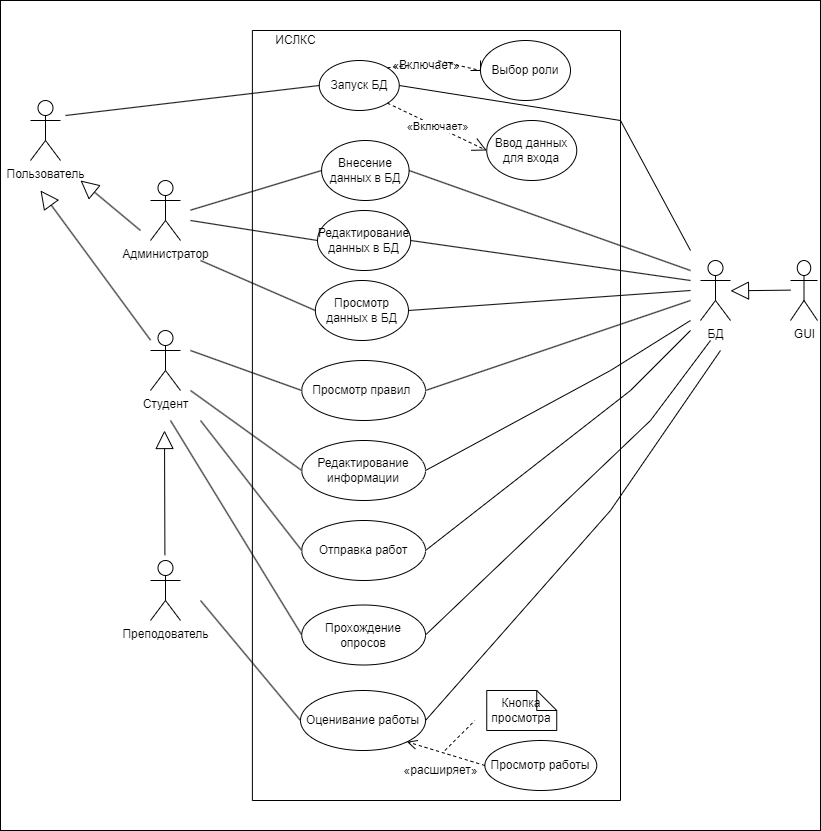 ИСЛКС
«Включает»
Выбор роли
Запуск БД
«Включает»
Ввод данных
для входа
Пользователь
Внесение
данных в БД
Администратор
Редактирование
данных в БД
Просмотр
данных в БД
БД
GUI
Студент
Просмотр правил
Редактирование
информации
Отправка работ
Преподователь
Прохождение
опросов
Кнопка
просмотра
Оценивание работы
«расширяет»
Просмотр работы